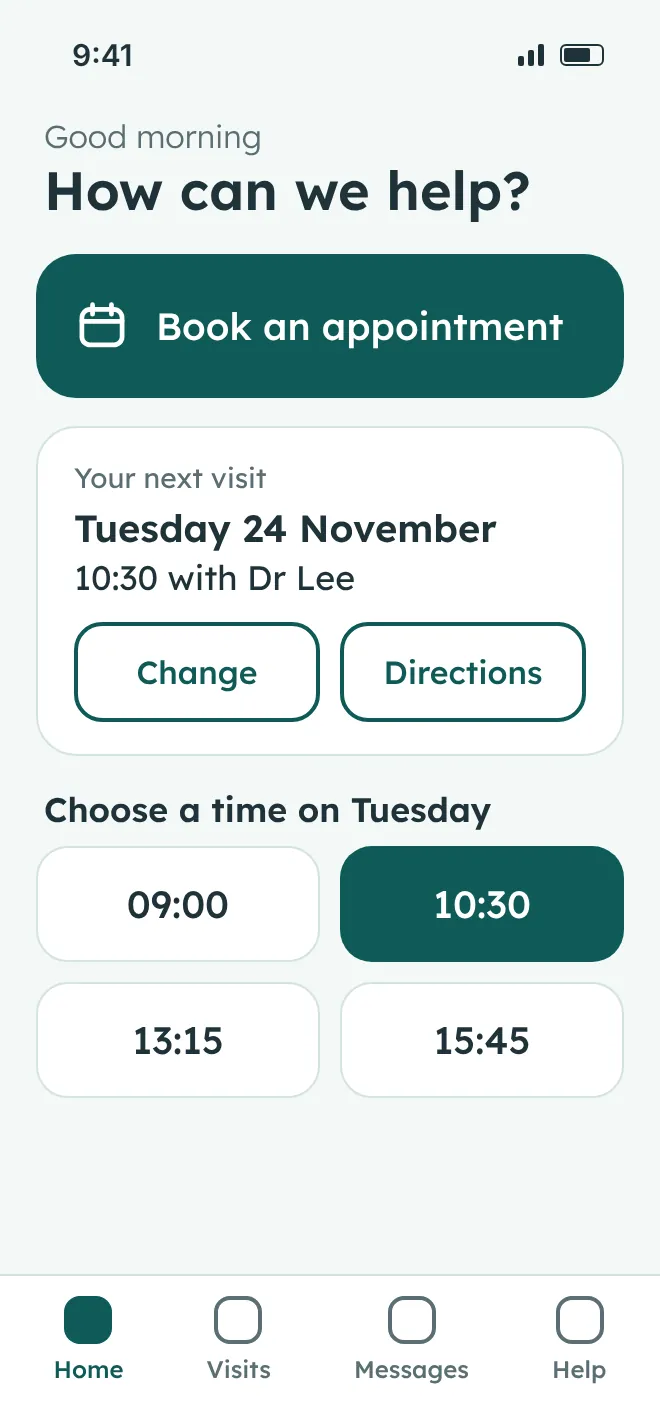 9:41
Good morning
How can we help?
Book an appointment
Your next visit
Tuesday 24 November
10:30 with Dr Lee
Change
Directions
Choose a time on Tuesday
09:00
10:30
13:15
15:45
Home
Visits
Messages
Help